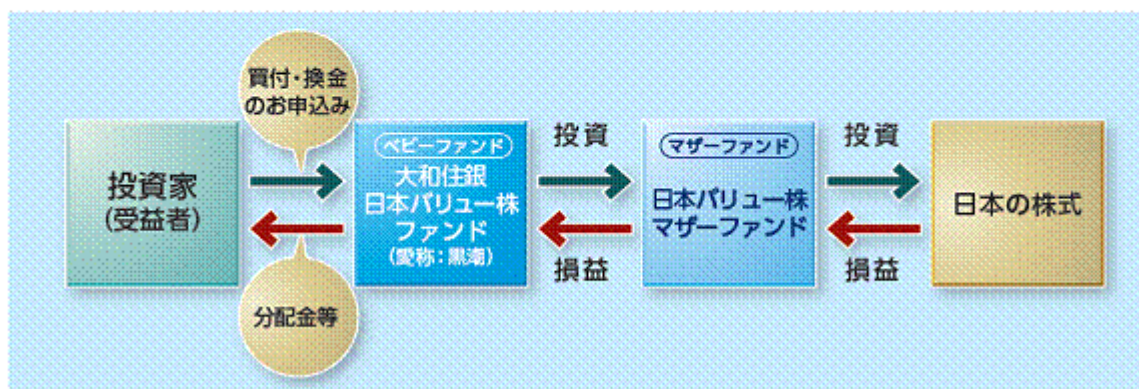 買付・換金
のお申込み
投資家
(受益者)
分配金等
ベビーファンド
大和住銀
日本バリュー株
ファンド
(愛称:黒潮)
投資
損益
マザーファンド
日本バリュー株
マザーファンド
投資
損益
日本の株式